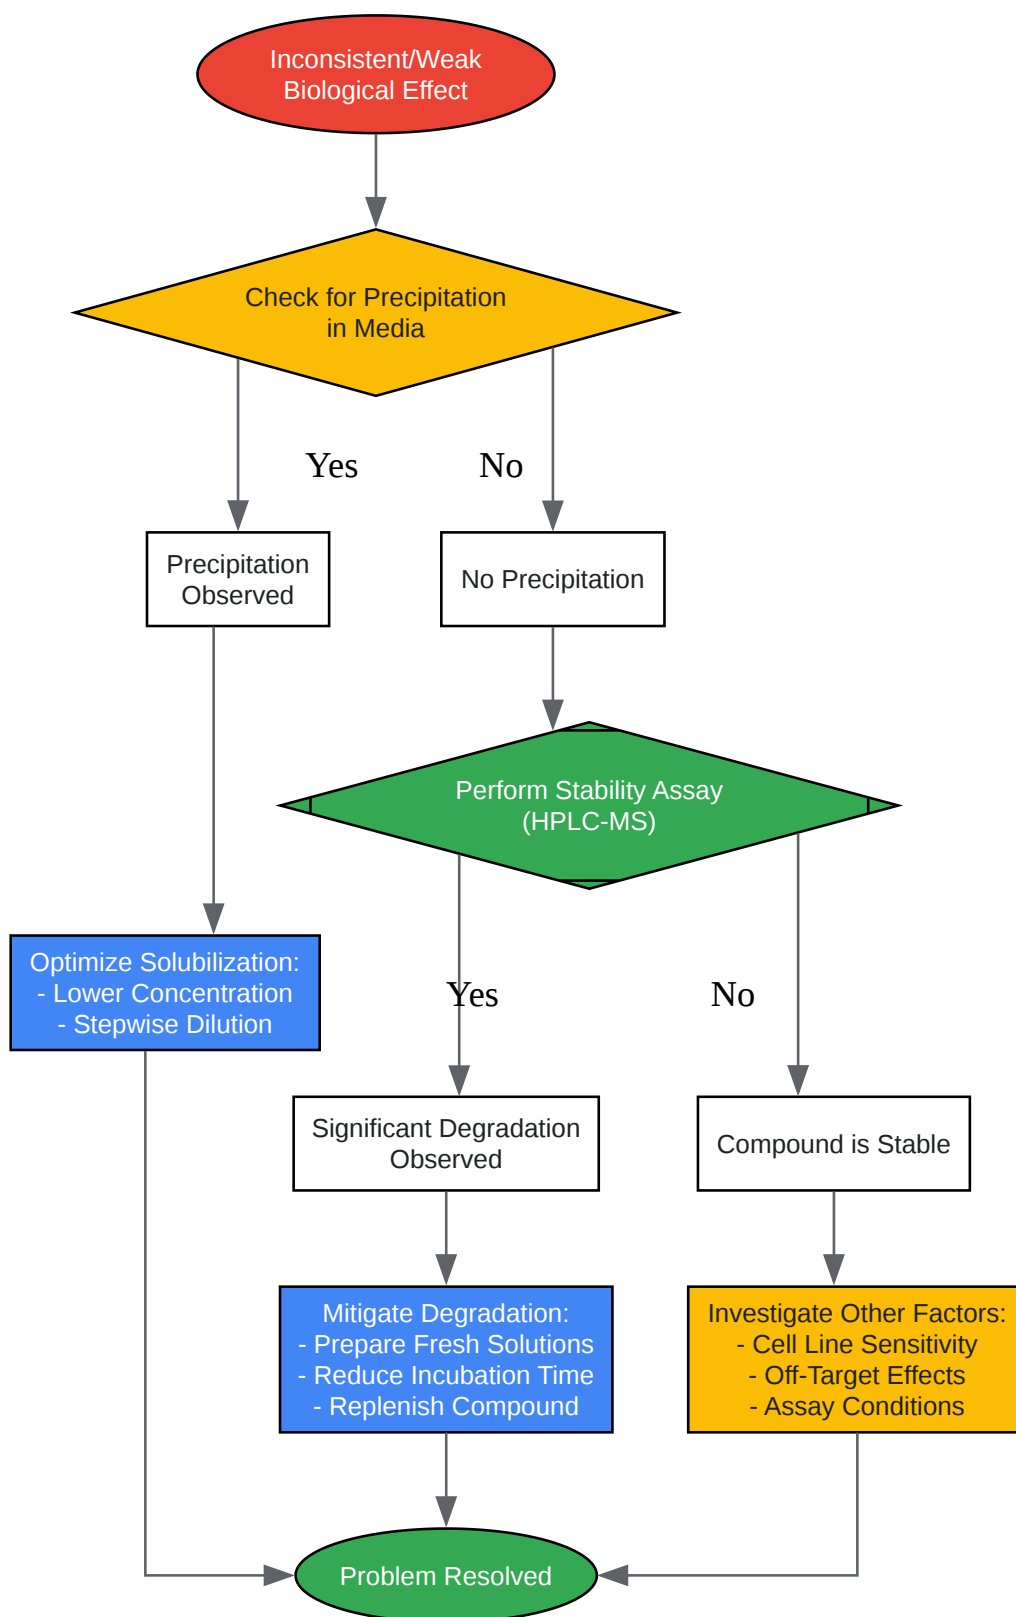 Inconsistent/Weak
Biological Effect
Check for Precipitation
in Media
Yes
No
Precipitation
Observed
No Precipitation
Perform Stability Assay
(HPLC-MS)
Optimize Solubilization:
- Lower Concentration
- Stepwise Dilution
Yes
No
Significant Degradation
Observed
Compound is Stable
Mitigate Degradation:
- Prepare Fresh Solutions
- Reduce Incubation Time
- Replenish Compound
Investigate Other Factors:
- Cell Line Sensitivity
- Off-Target Effects
- Assay Conditions
Problem Resolved